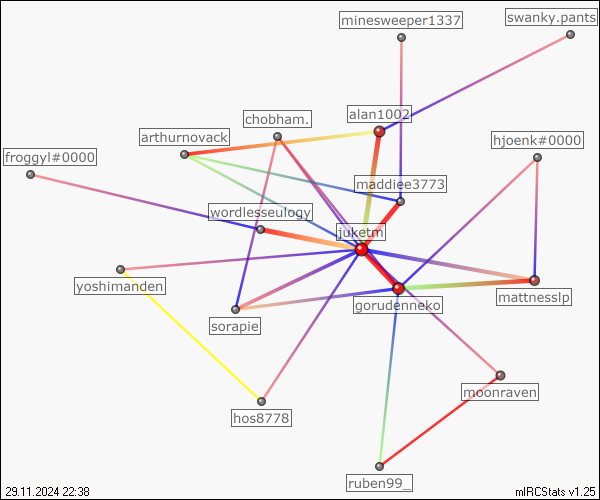 minesweeper1337
swanky.pants
alan1002
chobham.
arthurnovack
hjoenk#0000
froggyl#0000
maddiee3773
wordlesseulogy
juketm
yoshimanden
gorudenneko
mattnesslp
sorapie
moonraven
hos8778
ruben99_
29.11.2024 22:38
mIRCStats v1.25